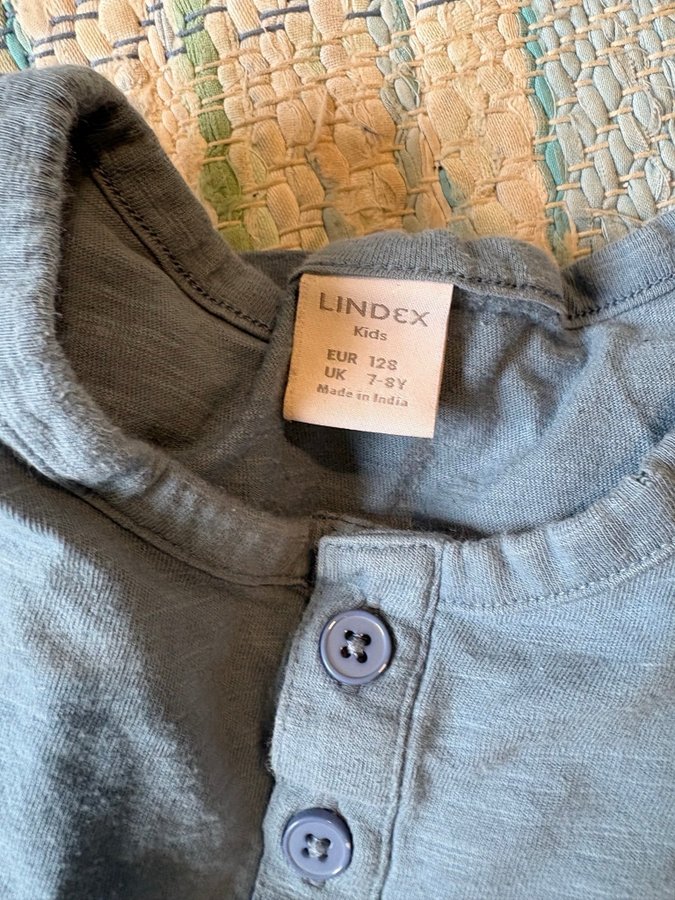 LINDEX
Kids
EUR 128
UK 7-8Y
Made in India